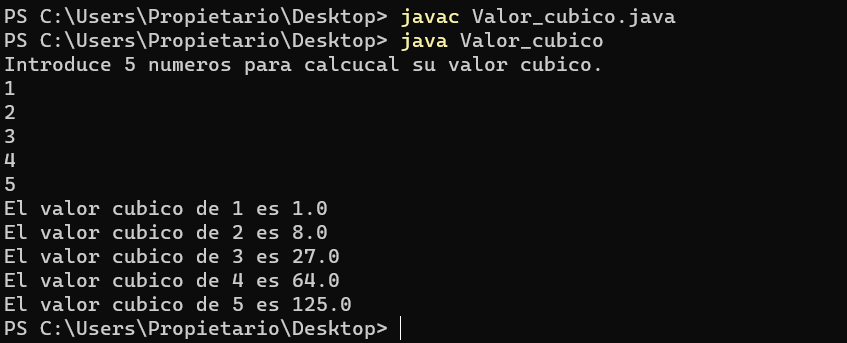 PS C:\Users\Propietario\Desktop> javac Valor_cubico.java
PS C:\Users\Propietario\Desktop> java Valor_cubico
Introduce 5 numeros para calcucal su valor cubico.
1
2
3
4
5
El valor cubico de 1 es 1.0
El valor cubico de 2 es 8.0
El valor cubico de 3 es 27.0
El valor cubico de 4 es 64.0
El valor cubico de 5 es 125.0
PS C:\Users\Propietario\Desktop>